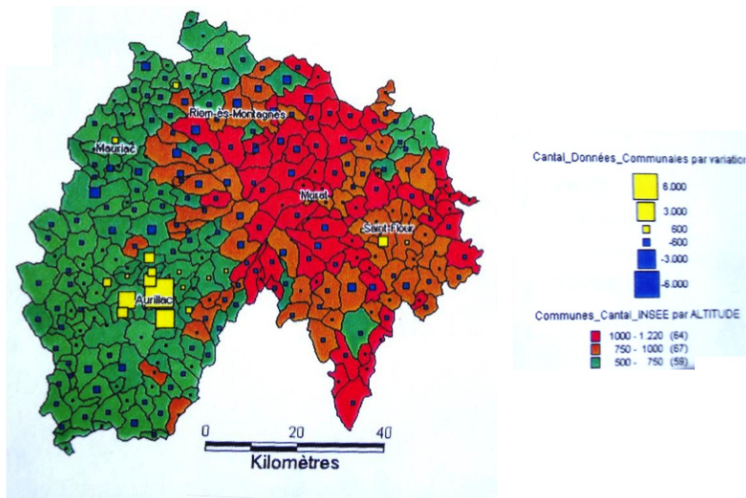 Riom-ès-Montagnes
Mauriac
Murat
Saint-Flour
Aurillac
0 20 40
Kilomètres
Cantal_Données_Communales par variation
6.000
3.000
600
-600
-3.000
-6.000
Communes_Cantal_INSEE par ALTITUDE
1000 - 1.220 (64)
750 - 1000 (67)
500 - 750 (59)